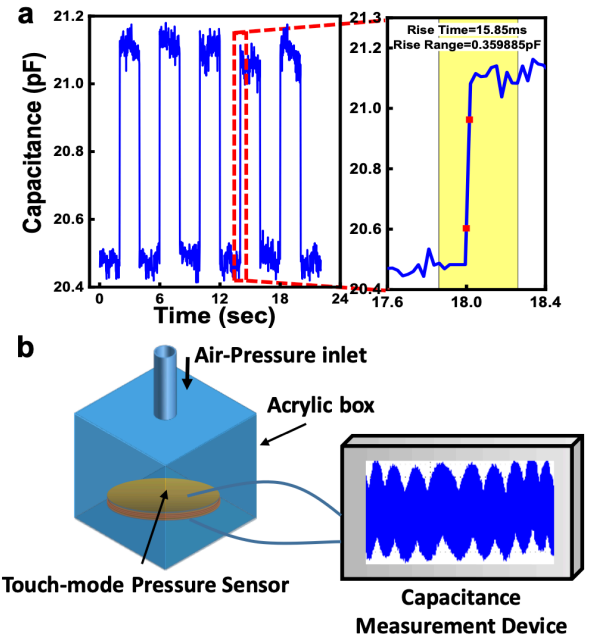 a
21.2
21.0
20.8
20.6
20.4
Capacitance (pF)
0
6
12
18
24
Time (sec)
Rise Time=15.85ms
Rise Range=0.359885pF
21.3
21.2
21.0
20.8
20.6
20.4
17.6
18.0
18.4
b
Air-Pressure inlet
Acrylic box
Touch-mode Pressure Sensor
Capacitance
Measurement Device